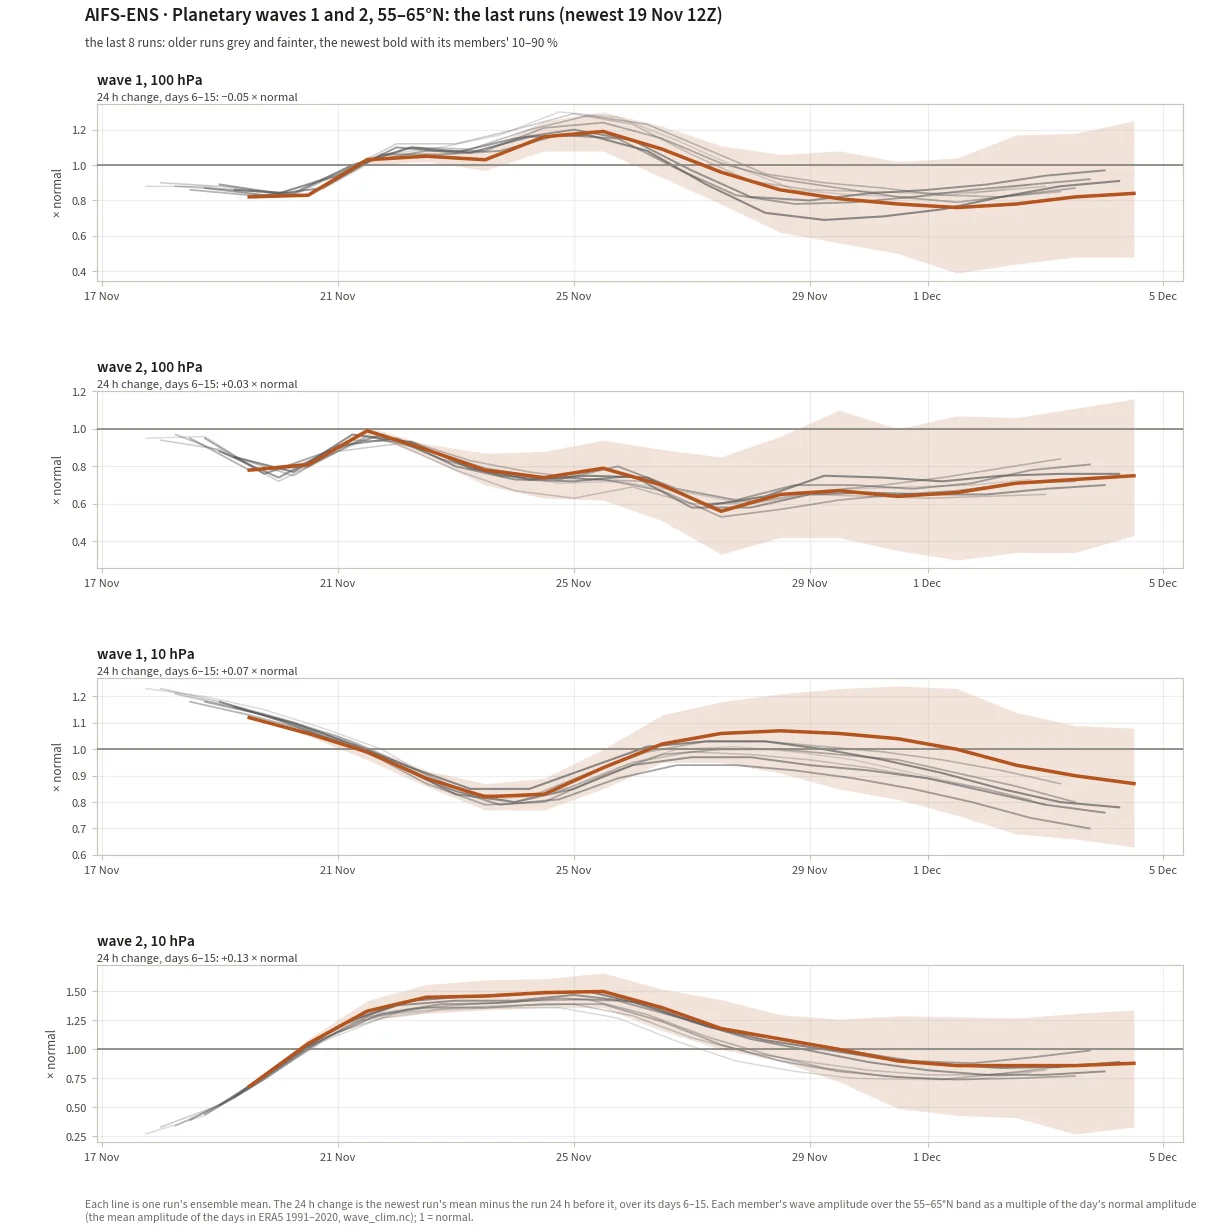 AIFS-ENS · Planetary waves 1 and 2, 55–65°N: the last runs (newest 19 Nov 12Z)
the last 8 runs: older runs grey and fainter, the newest bold with its members' 10–90 %
wave 1, 100 hPa
24 h change, days 6–15: −0.05 × normal
1.2
1.0
0.8
0.6
0.4
× normal
17 Nov 21 Nov 25 Nov 29 Nov 1 Dec 5 Dec
wave 2, 100 hPa
24 h change, days 6–15: +0.03 × normal
1.2
1.0
0.8
0.6
0.4
× normal
17 Nov 21 Nov 25 Nov 29 Nov 1 Dec 5 Dec
wave 1, 10 hPa
24 h change, days 6–15: +0.07 × normal
1.2
1.1
1.0
0.9
0.8
0.7
0.6
× normal
17 Nov 21 Nov 25 Nov 29 Nov 1 Dec 5 Dec
wave 2, 10 hPa
24 h change, days 6–15: +0.13 × normal
1.50
1.25
1.00
0.75
0.50
0.25
× normal
17 Nov 21 Nov 25 Nov 29 Nov 1 Dec 5 Dec
Each line is one run's ensemble mean. The 24 h change is the newest run's mean minus the run 24 h before it, over its days 6–15. Each member's wave amplitude over the 55–65°N band as a multiple of the day's normal amplitude
(the mean amplitude of the days in ERA5 1991–2020, wave_clim.nc); 1 = normal.